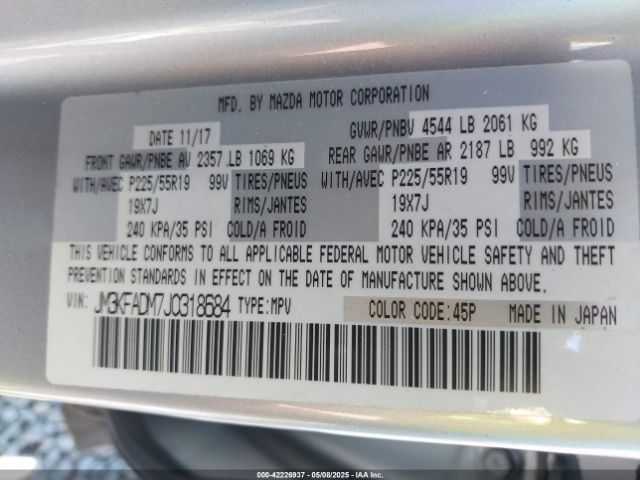 MFD. BY MAZDA MOTOR CORPORATION
DATE 11/17 GVWR/PNBV 4544 LB 2061 KG
FRONT GAWR/PNBE AV 2357 LB 1069 KG REAR GAWR/PNBE AR 2187 LB 992 KG
WITH/AVEC P225/55R19 99V TIRES/PNEUS WITH/AVEC P225/55R19 99V TIRES/PNEUS
19X7J RIMS/JANTES 19X7J RIMS/JANTES
240 KPA/35 PSI COLD/A FROID 240 KPA/35 PSI COLD/A FROID
THIS VEHICLE CONFORMS TO ALL APPLICABLE FEDERAL MOTOR VEHICLE SAFETY AND THEFT
PREVENTION STANDARDS IN EFFECT ON THE DATE OF MANUFACTURE SHOWN ABOVE.
VIN: JM3KFADM7J0318684 TYPE:MPV COLOR CODE:45P MADE IN JAPAN
000-42226937 - 05/08/2025 - COPYRIGHT IAA, LLC